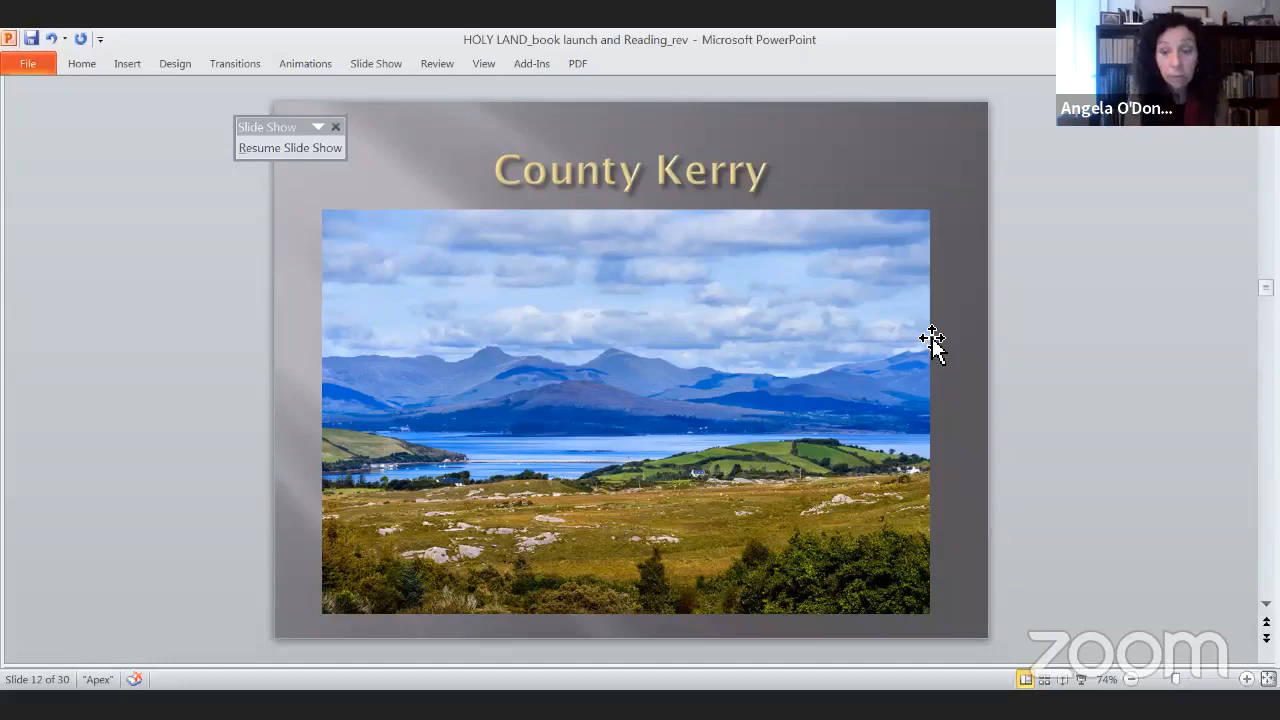 HOLY LAND_book launch and Reading_rev - Microsoft PowerPoint
File Home Insert Design Transitions Animations Slide Show Review View Add-Ins PDF
Angela O'Don...
Slide Show
Resume Slide Show
County Kerry
zoom
Slide 12 of 30 "Apex" 74%